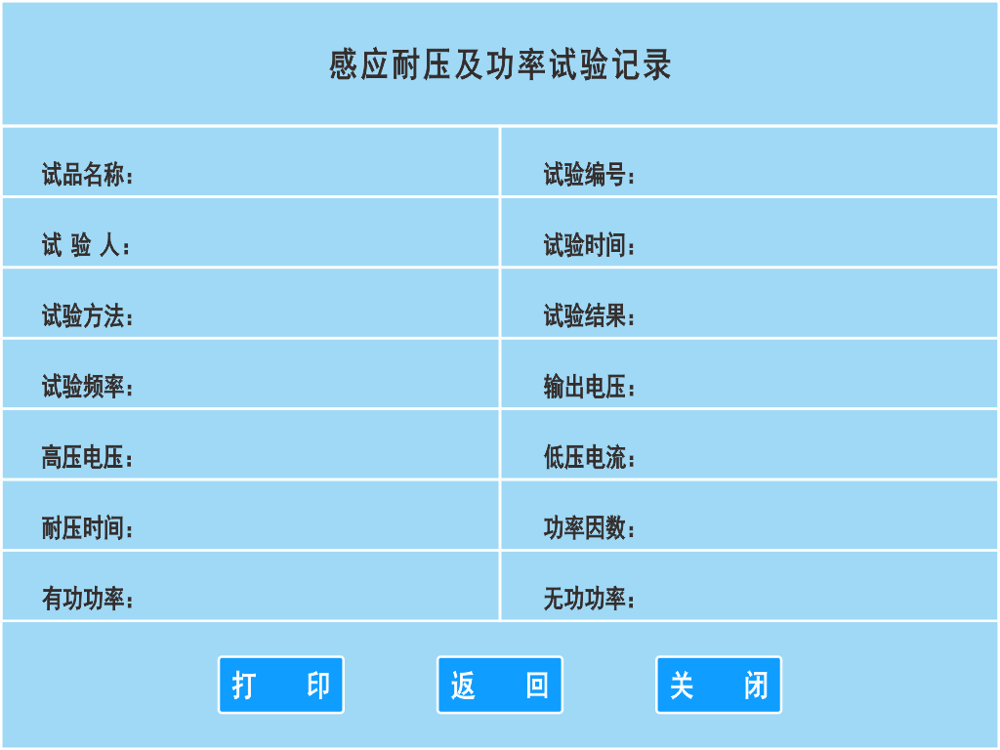 感应耐压及功率试验记录
试品名称： 试验编号：
试 验 人： 试验时间：
试验方法： 试验结果：
试验频率： 输出电压：
高压电压： 低压电流：
耐压时间： 功率因数：
有功功率： 无功功率：
打 印 返 回 关 闭